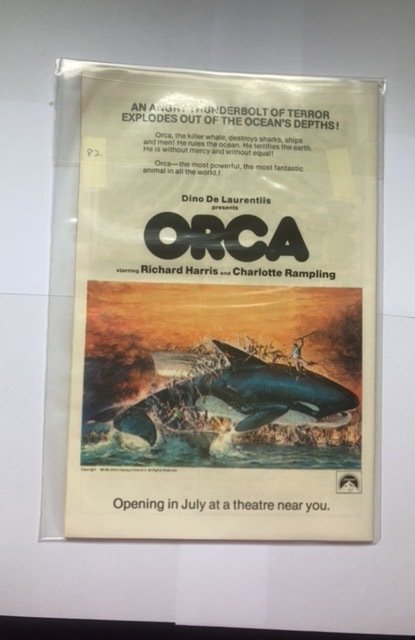 AN ANGRY THUNDERBOLT OF TERROR
EXPLODES OUT OF THE OCEAN'S DEPTHS!
Orca, the killer whale, destroys sharks, ships
and men! He rules the ocean. He terrifies the earth.
He is without mercy and without equal!
82
Orca—the most powerful, the most fantastic
animal in all the world!
Dino De Laurentiis
presents
ORCA
starring Richard Harris and Charlotte Rampling
Opening in July at a theatre near you.